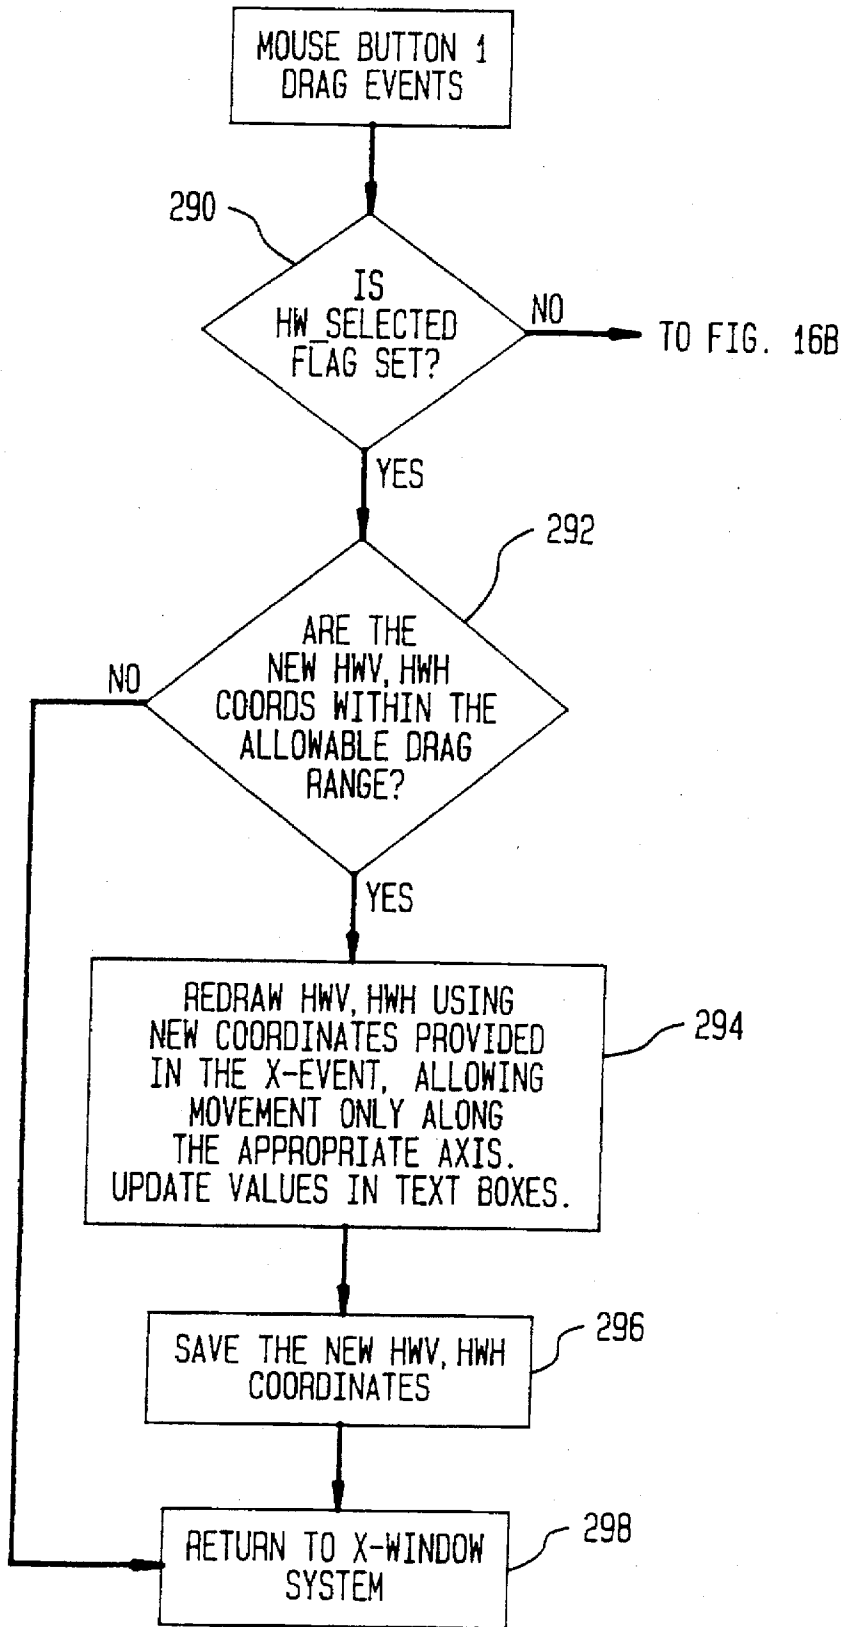 MOUSE BUTTON 1
DRAG EVENTS
290
IS
HW_SELECTED
FLAG SET?
NO
TO FIG. 16B
YES
292
ARE THE
NEW HWV, HWH
COORDS WITHIN THE
ALLOWABLE DRAG
RANGE?
NO
YES
REDRAW HWV, HWH USING
NEW COORDINATES PROVIDED
IN THE X-EVENT, ALLOWING
MOVEMENT ONLY ALONG
THE APPROPRIATE AXIS.
UPDATE VALUES IN TEXT BOXES.
294
SAVE THE NEW HWV, HWH
COORDINATES
296
RETURN TO X-WINDOW
SYSTEM
298